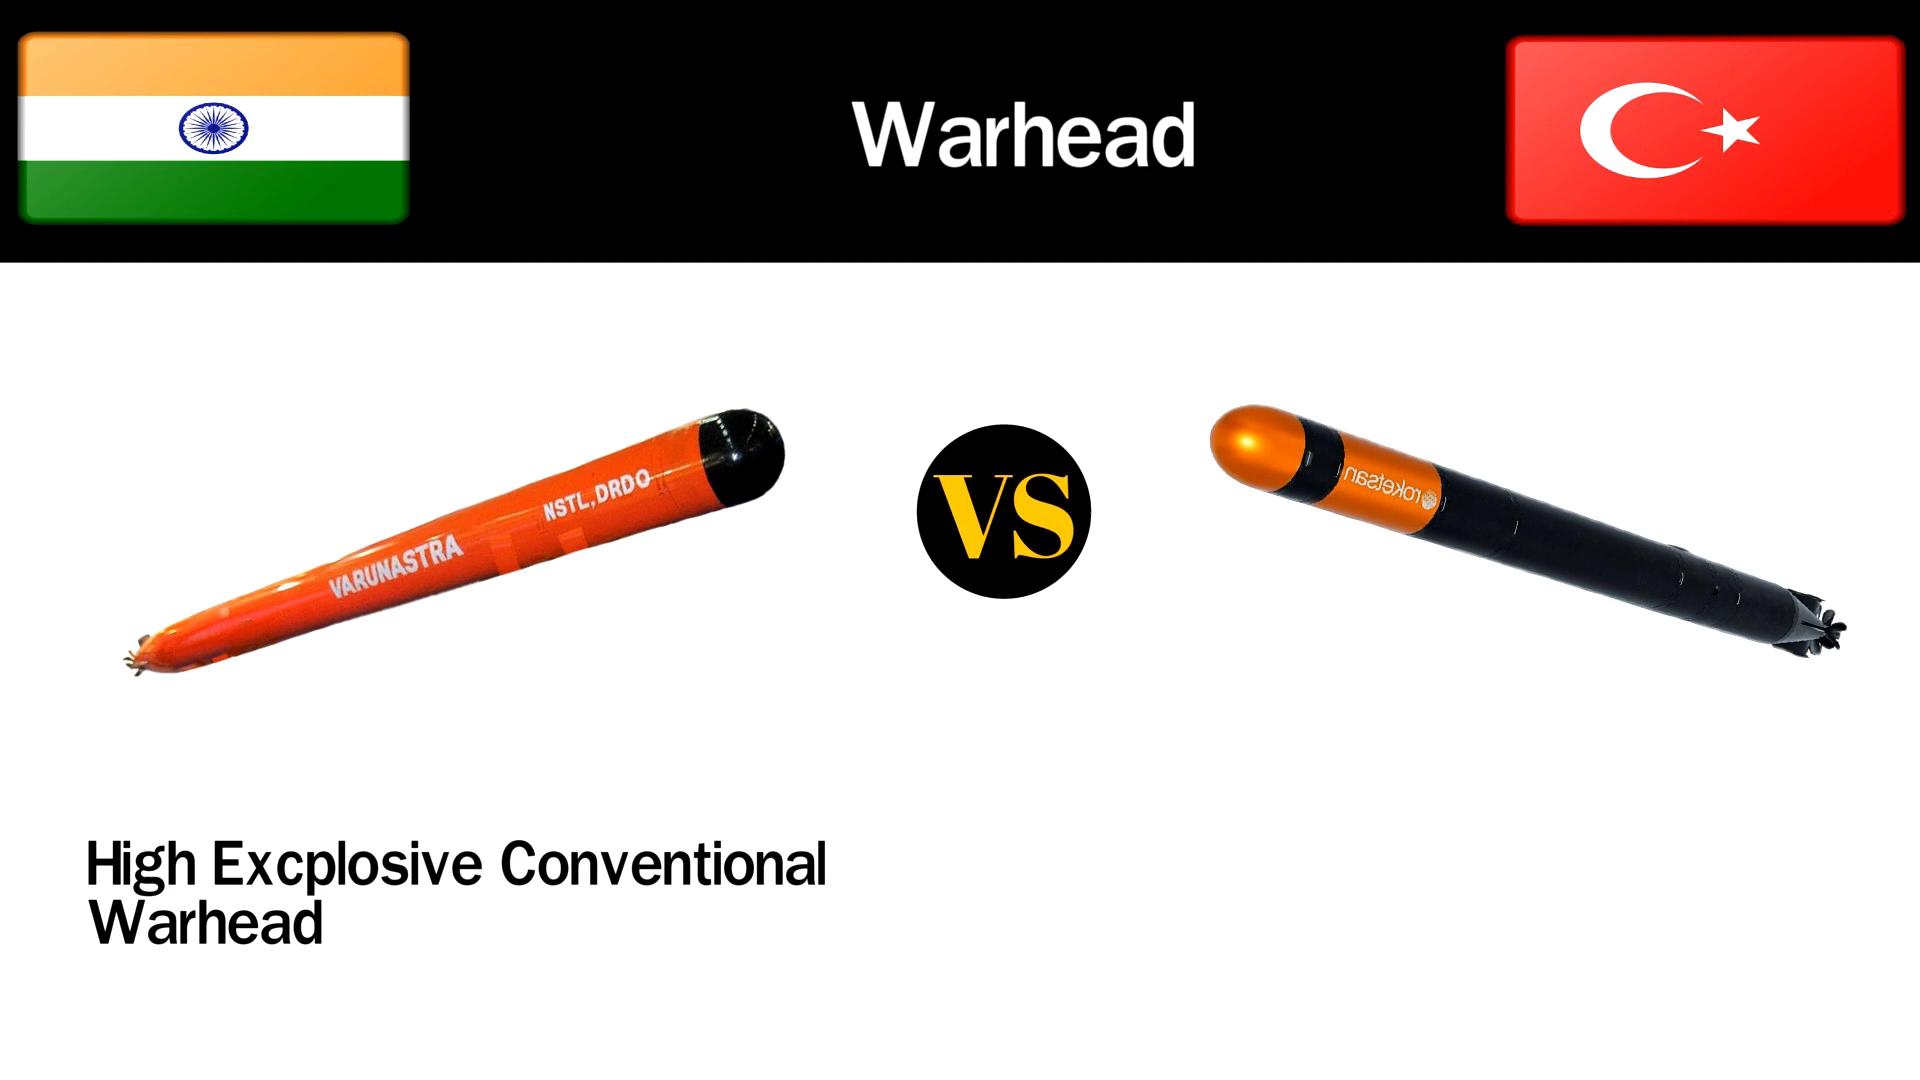 Warhead
NSTL,DRDO
VARUNASTRA
VS
roketsan
High Excplosive Conventional
Warhead